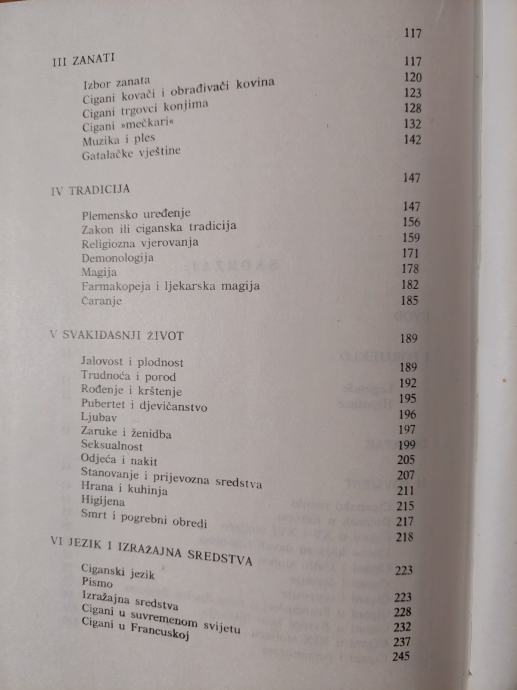 III ZANATI 117
Izbor zanata 117
Cigani kovači i obrađivači kovina 120
Cigani trgovci konjima 123
Cigani »mečkari« 128
Muzika i ples 132
Gatalačke vještine 142
IV TRADICIJA 147
Plemensko uređenje 147
Zakon ili ciganska tradicija 156
Religiozna vjerovanja 159
Demonologija 171
Magija 178
Farmakopeja i ljekarska magija 182
Čaranje 185
V SVAKIDAŠNJI ŽIVOT 189
Jalovost i plodnost 189
Trudnoća i porod 192
Rođenje i krštenje 195
Pubertet i djevičanstvo 196
Ljubav 197
Zaruke i ženidba 199
Seksualnost 205
Odjeća i nakit 207
Stanovanje i prijevozna sredstva 211
Hrana i kuhinja 215
Higijena 217
Smrt i pogrebni obredi 218
VI JEZIK I IZRAŽAJNA SREDSTVA 223
Ciganski jezik 223
Pismo 228
Izražajna sredstva 232
Cigani u suvremenom svijetu 237
Cigani u Francuskoj 245